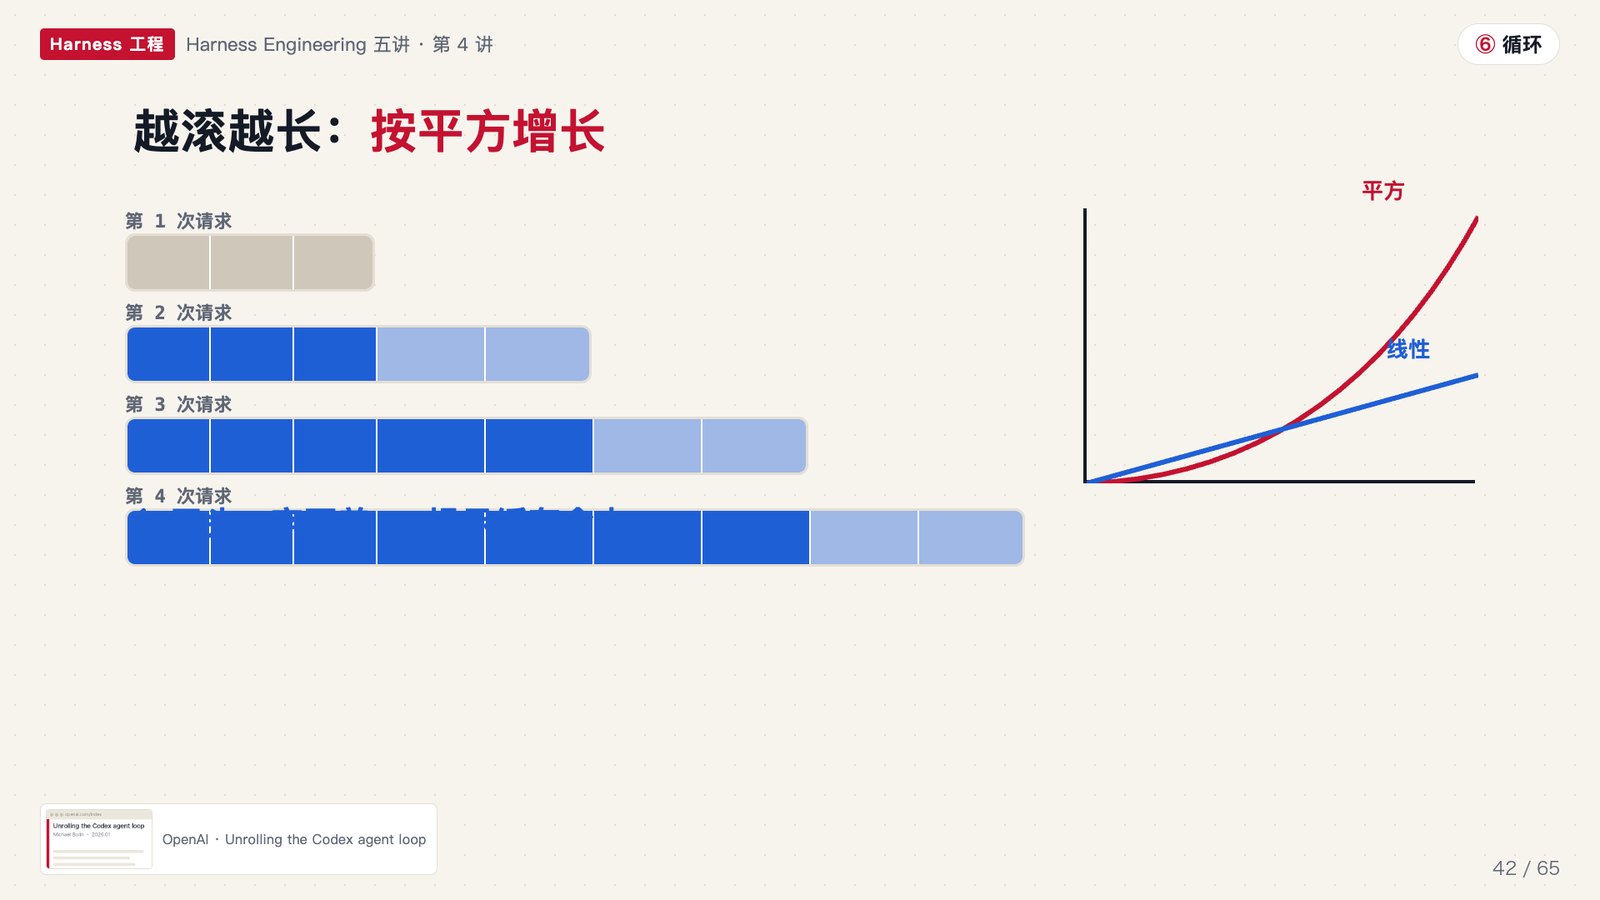 Harness 工程
Harness Engineering 五讲 · 第 4 讲
⑥ 循环
越滚越长：按平方增长
第 1 次请求
第 2 次请求
第 3 次请求
第 4 次请求
平方
线性
Unrolling the Codex agent loop
OpenAI · Unrolling the Codex agent loop
42 / 65